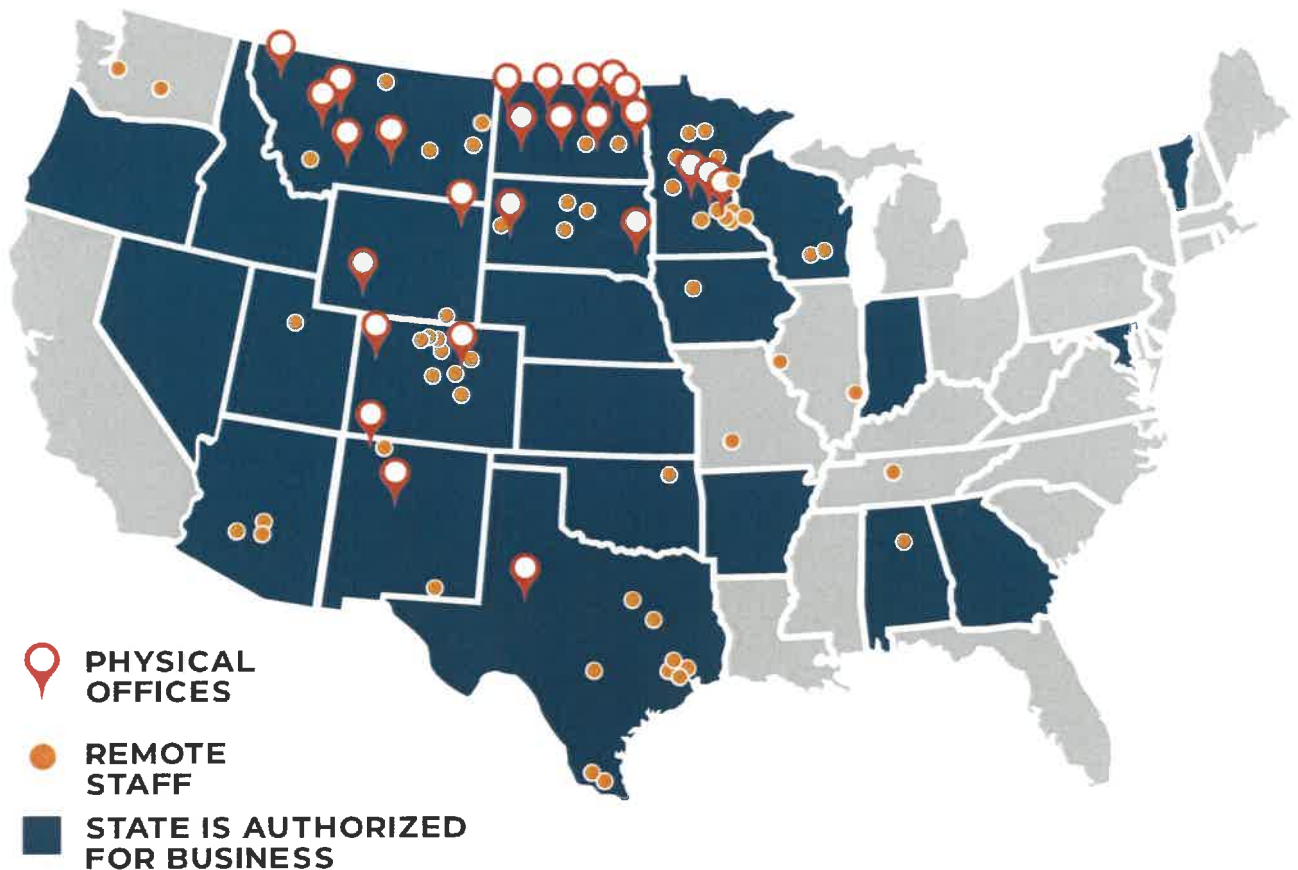 PHYSICAL
OFFICES
REMOTE
STAFF
STATE IS AUTHORIZED
FOR BUSINESS